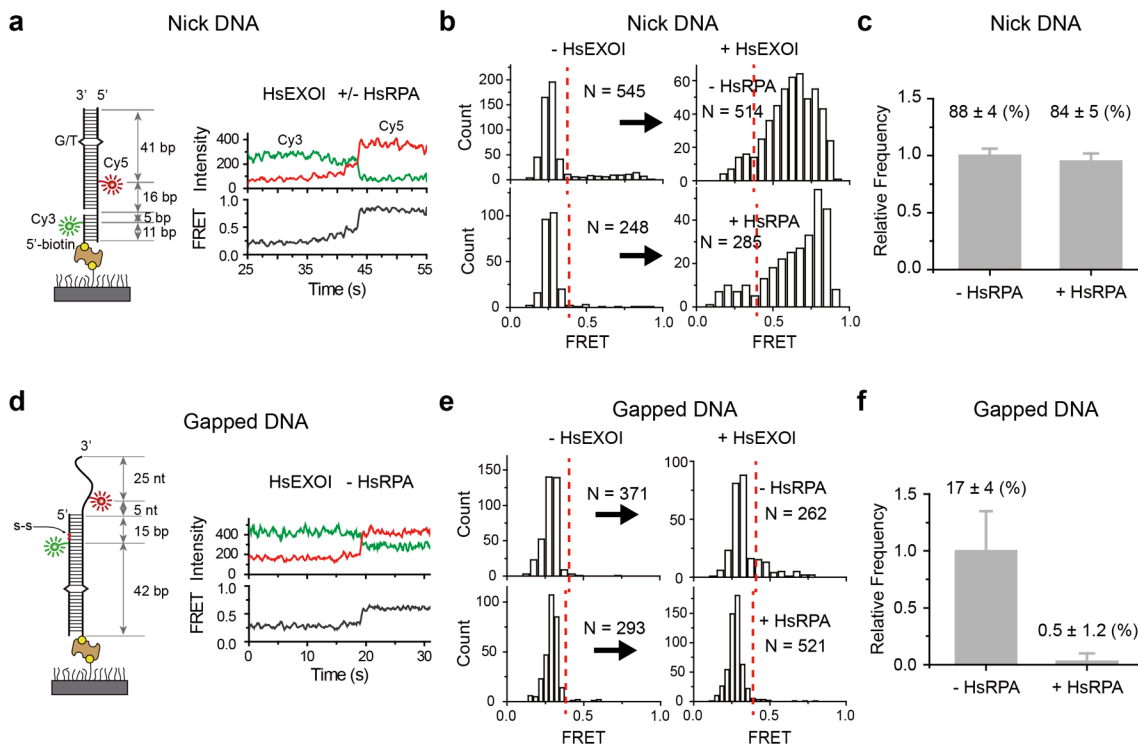 a
Nick DNA
3' 5'
G/T
Cy5
41 bp
16 bp
5 bp
11 bp
Cy3
5'-biotin
HsEXOI +/- HsRPA
Cy3
Cy5
Intensity
400
200
0
FRET
1.0
0.5
0.0
25 35 45 55
Time (s)
b
Nick DNA
- HsEXOI
+ HsEXOI
Count
200
150
100
50
0
N = 545
60
40
20
0
- HsRPA
N = 514
Count
100
50
0
N = 248
40
20
0
+ HsRPA
N = 285
0.0 0.5 1.0
FRET
0.0 0.5 1.0
FRET
c
Nick DNA
Relative Frequency
1.5
1.0
0.5
0.0
88 ± 4 (%)
84 ± 5 (%)
- HsRPA
+ HsRPA
d
Gapped DNA
3'
25 nt
5 nt
5'
15 bp
s-s
42 bp
HsEXOI - HsRPA
Intensity
600
400
200
0
FRET
1.0
0.5
0.0
0 10 20 30
Time (s)
e
Gapped DNA
- HsEXOI
+ HsEXOI
Count
150
100
50
0
N = 371
100
50
0
- HsRPA
N = 262
Count
100
50
0
N = 293
150
100
50
0
+ HsRPA
N = 521
0.0 0.5 1.0
FRET
0.0 0.5 1.0
FRET
f
Gapped DNA
Relative Frequency
1.5
1.0
0.5
0.0
17 ± 4 (%)
0.5 ± 1.2 (%)
- HsRPA
+ HsRPA